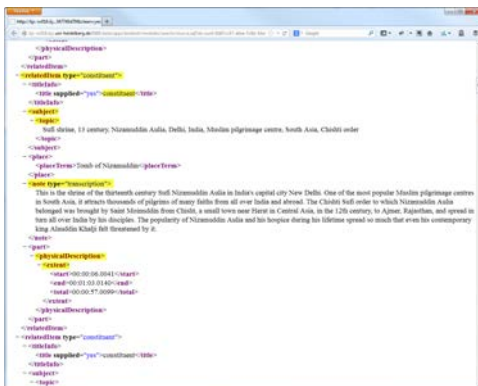 </physicalDescription>
</part>
</relatedItem>
− <relatedItem type="constituent">
− <titleInfo>
<title supplied="yes">constituent</title>
</titleInfo>
− <subject>
− <topic>
Sufi shrine, 13 century, Nizamuddin Aulia, Delhi, India, Muslim pilgrimage centre, South Asia, Chishti order
</topic>
</subject>
− <place>
<placeTerm>Tomb of Nizamuddin</placeTerm>
</place>
− <note type="transcription">
This is the shrine of the thirteenth century Sufi Nizamuddin Aulia in India's capital city New Delhi. One of the most popular Muslim pilgrimage centres
in South Asia, it attracts thousands of pilgrims of many faiths from all over India and abroad. The Chishti Sufi order to which Nizamuddin Aulia
belonged was brought by Saint Moinuddin from Chisht, a small town near Harat in Central Asia, in the 12th century, to Ajmer, Rajasthan, and spread in
turn all over India by his disciples. The popularity of Nizamuddin Aulia and his hospice during his lifetime spread so much that even his contemporary
king Alauddin Khalji felt threatened by it.
</note>
− <part>
− <physicalDescription>
− <extent>
<start>00:00:06.0041</start>
<end>00:01:03.0140</end>
<total>00:00:57.0099</total>
</extent>
</physicalDescription>
</part>
</relatedItem>
− <relatedItem type="constituent">
− <titleInfo>
<title supplied="yes">constituent</title>
</titleInfo>
− <subject>
− <topic>